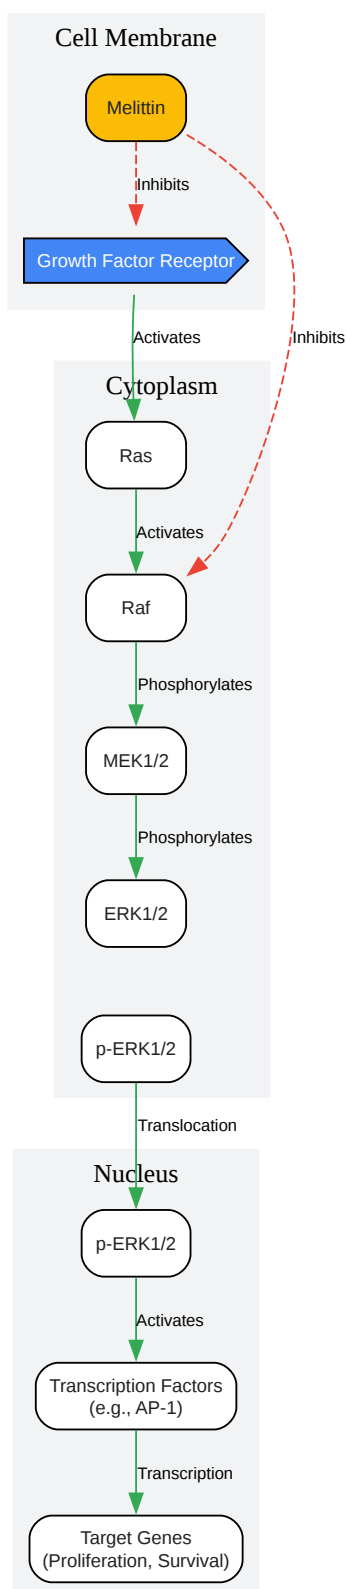 Cell Membrane
Melittin
Inhibits
Growth Factor Receptor
Activates
Inhibits
Cytoplasm
Ras
Activates
Raf
Phosphorylates
MEK1/2
Phosphorylates
ERK1/2
p-ERK1/2
Translocation
Nucleus
p-ERK1/2
Activates
Transcription Factors
(e.g., AP-1)
Transcription
Target Genes
(Proliferation, Survival)